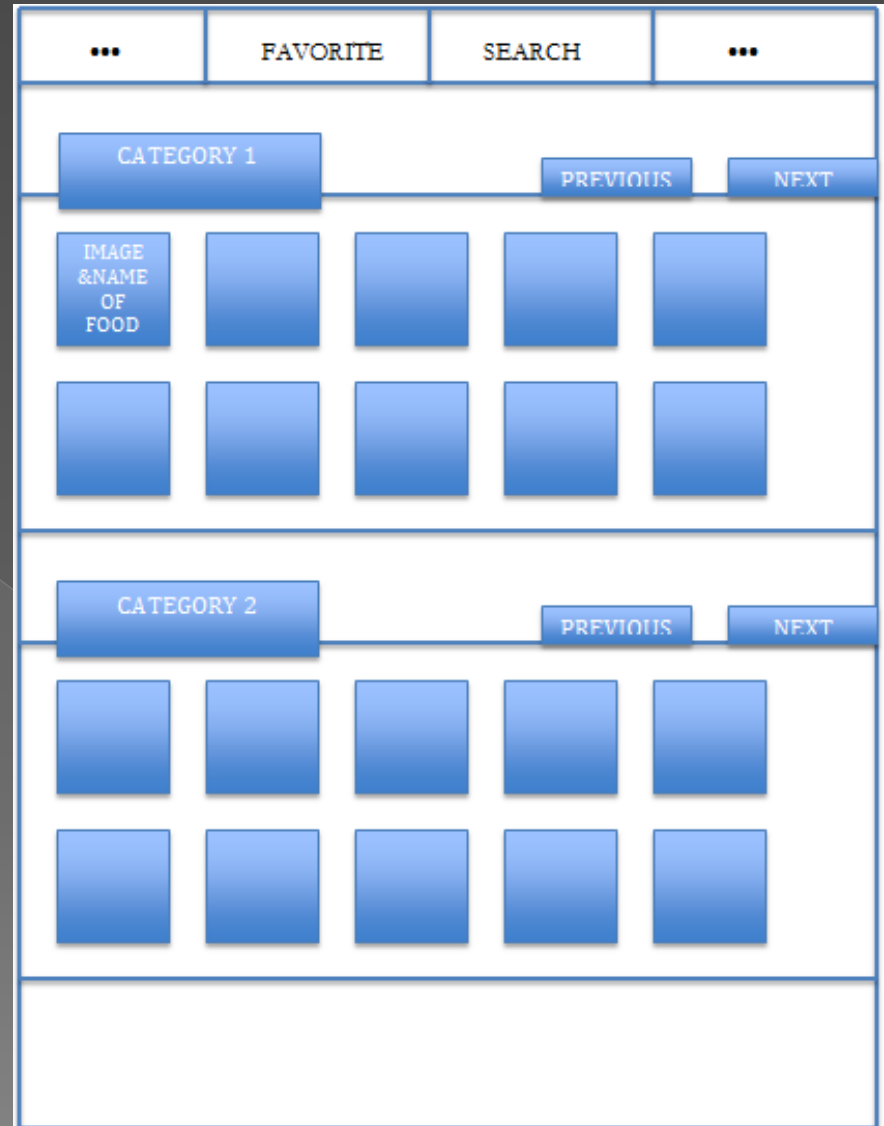 ••• FAVORITE SEARCH •••
CATEGORY 1
PREVIOUS NEXT
IMAGE
&NAME
OF
FOOD
CATEGORY 2
PREVIOUS NEXT